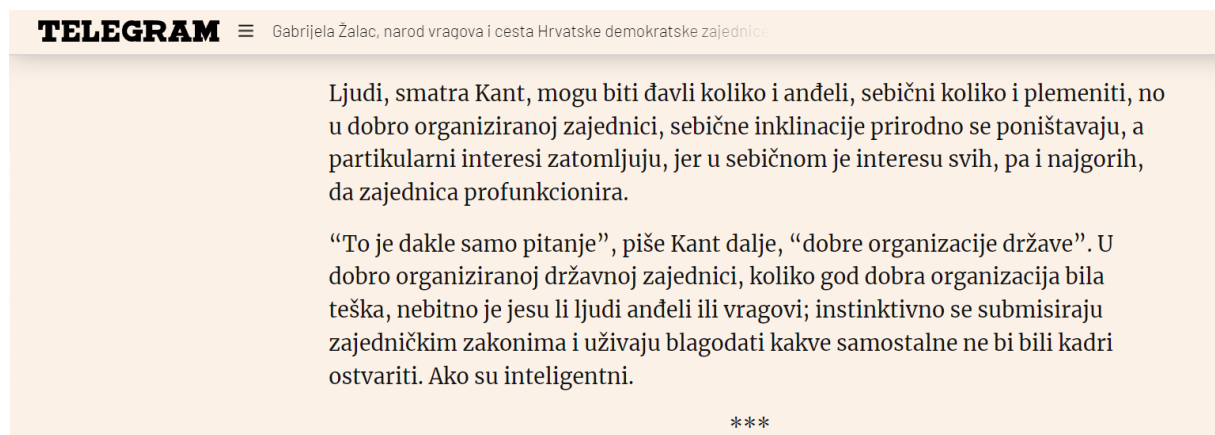 TELEGRAM Gabrijela Žalac, narod vragova i cesta Hrvatske demokratske zajednice
Ljudi, smatra Kant, mogu biti đavli koliko i anđeli, sebični koliko i plemeniti, no
u dobro organiziranoj zajednici, sebične inklinacije prirodno se poništavaju, a
partikularni interesi zatomljuju, jer u sebičnom je interesu svih, pa i najgorih,
da zajednica profunkcionira.
“To je dakle samo pitanje”, piše Kant dalje, “dobre organizacije države”. U
dobro organiziranoj državnoj zajednici, koliko god dobra organizacija bila
teška, nebitno je jesu li ljudi anđeli ili vragovi; instinktivno se submisiraju
zajedničkim zakonima i uživaju blagodati kakve samostalne ne bi bili kadri
ostvariti. Ako su inteligentni.
***